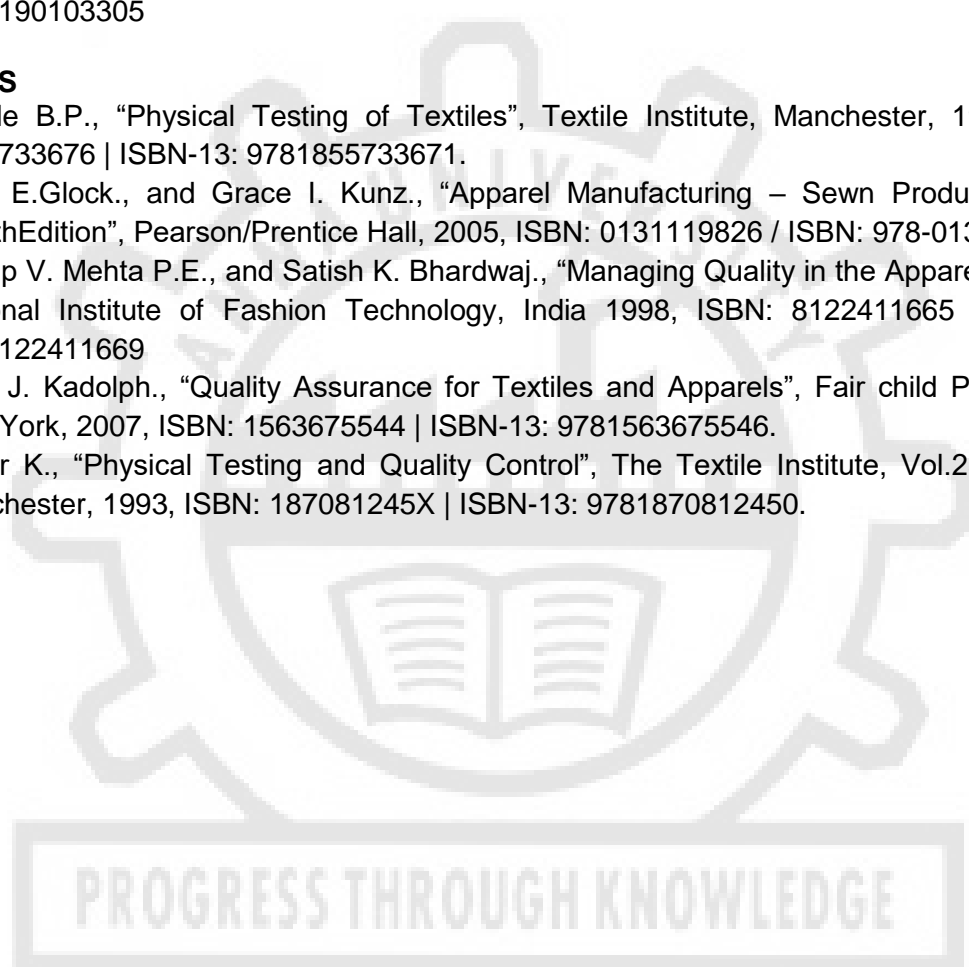 190103305
S
le B.P., “Physical Testing of Textiles”, Textile Institute, Manchester, 1
733676 | ISBN-13: 9781855733671.
E.Glock., and Grace I. Kunz., “Apparel Manufacturing – Sewn Produ
thEdition”, Pearson/Prentice Hall, 2005, ISBN: 0131119826 / ISBN: 978-013
p V. Mehta P.E., and Satish K. Bhardwaj., “Managing Quality in the Appare
onal Institute of Fashion Technology, India 1998, ISBN: 8122411665
122411669
J. Kadolph., “Quality Assurance for Textiles and Apparels”, Fair child P
York, 2007, ISBN: 1563675544 | ISBN-13: 9781563675546.
r K., “Physical Testing and Quality Control”, The Textile Institute, Vol.2
chester, 1993, ISBN: 187081245X | ISBN-13: 9781870812450.
ANNA UNIVERSITY
PROGRESS THROUGH KNOWLEDGE